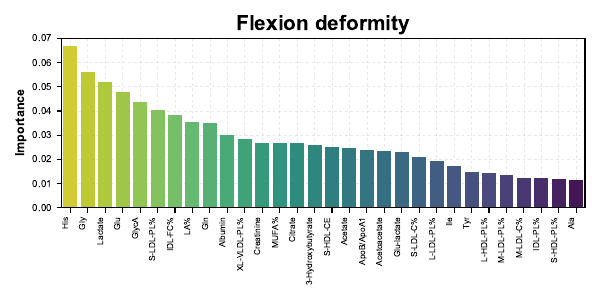 Flexion deformity
Importance
0.07
0.06
0.05
0.04
0.03
0.02
0.01
0.00
His
Gly
Lactate
Glu
GlycA
S-LDL-PL%
IDL-FC%
LA%
Gln
Albumin
XL-VLDL-PL%
Creatinine
MUFA%
Citrate
3-Hydroxybutyrate
S-HDL-CE
Acetate
ApoB/ApoA1
Acetoacetate
Glu-lactate
S-LDL-C%
L-LDL-PL%
Ile
Tyr
L-HDL-PL%
M-LDL-PL%
M-LDL-C%
IDL-PL%
S-HDL-PL%
Ala